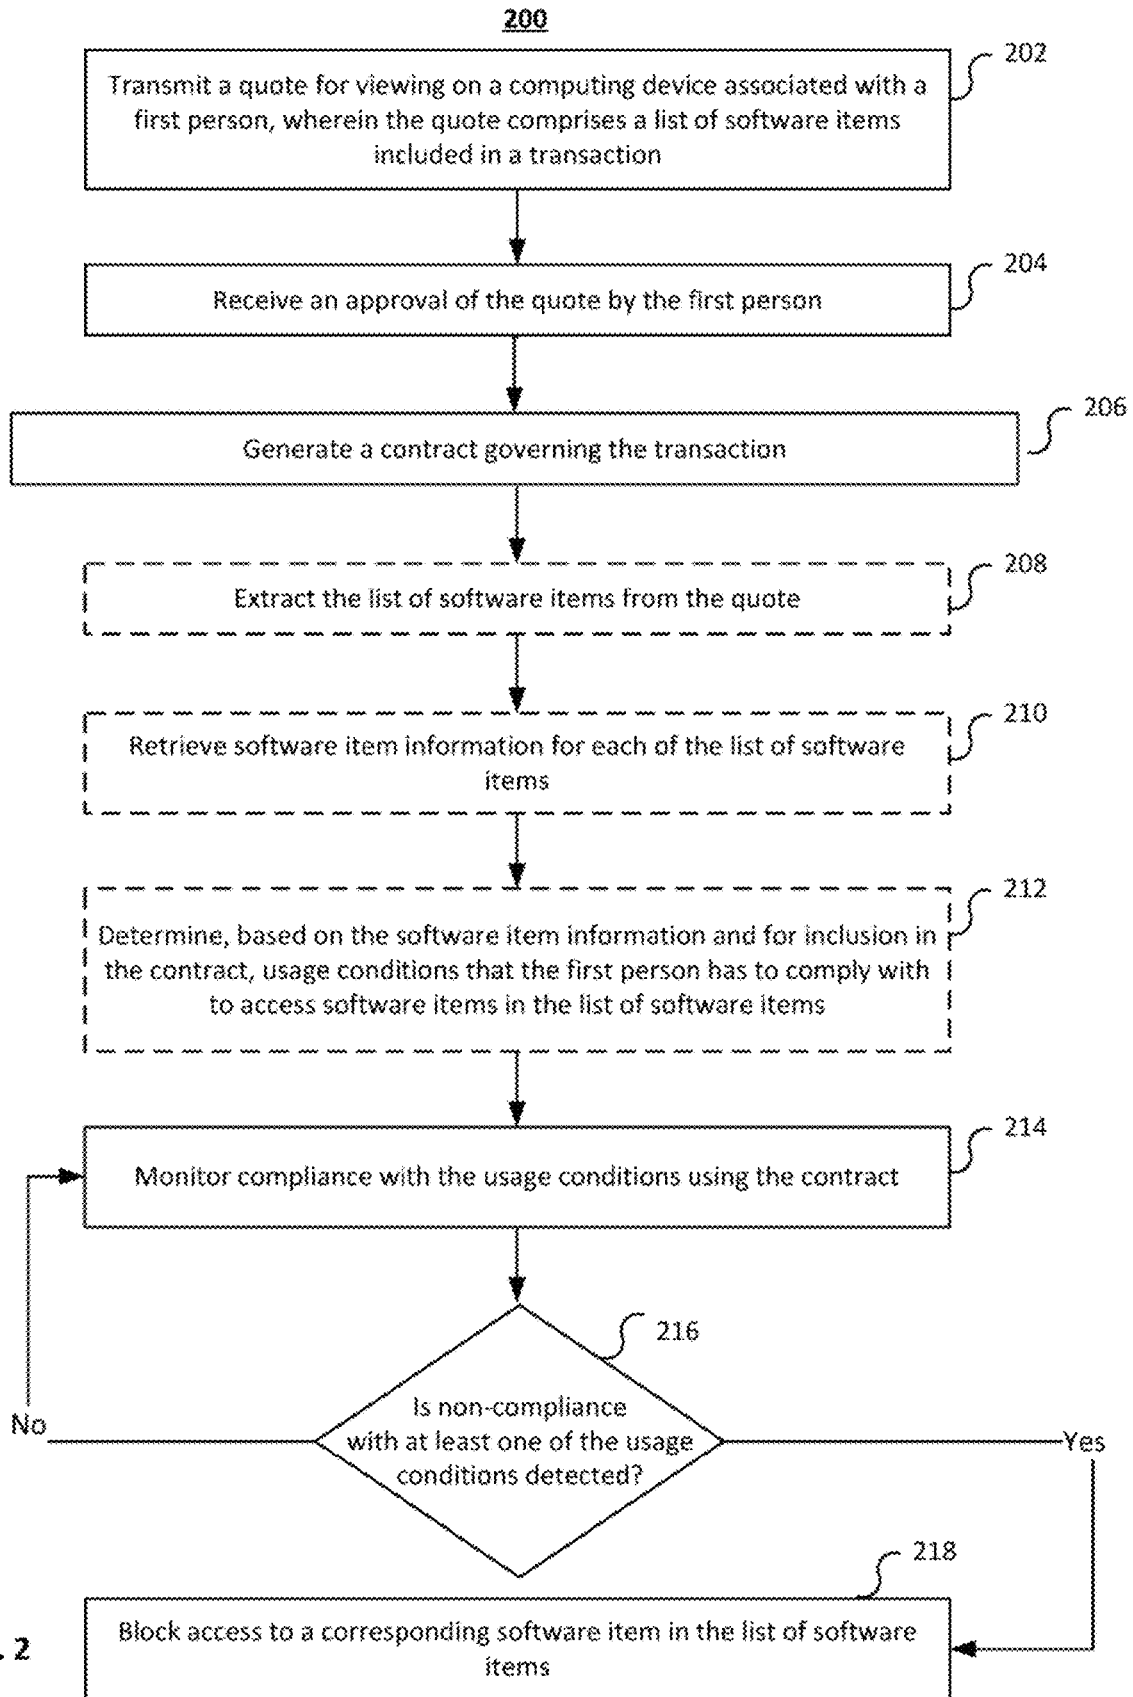 200
202
Transmit a quote for viewing on a computing device associated with a
first person, wherein the quote comprises a list of software items
included in a transaction
204
Receive an approval of the quote by the first person
206
Generate a contract governing the transaction
208
Extract the list of software items from the quote
210
Retrieve software item information for each of the list of software
items
212
Determine, based on the software item information and for inclusion in
the contract, usage conditions that the first person has to comply with
to access software items in the list of software items
214
Monitor compliance with the usage conditions using the contract
216
Is non-compliance
with at least one of the usage
conditions detected?
No
Yes
218
Block access to a corresponding software item in the list of software
items
. 2